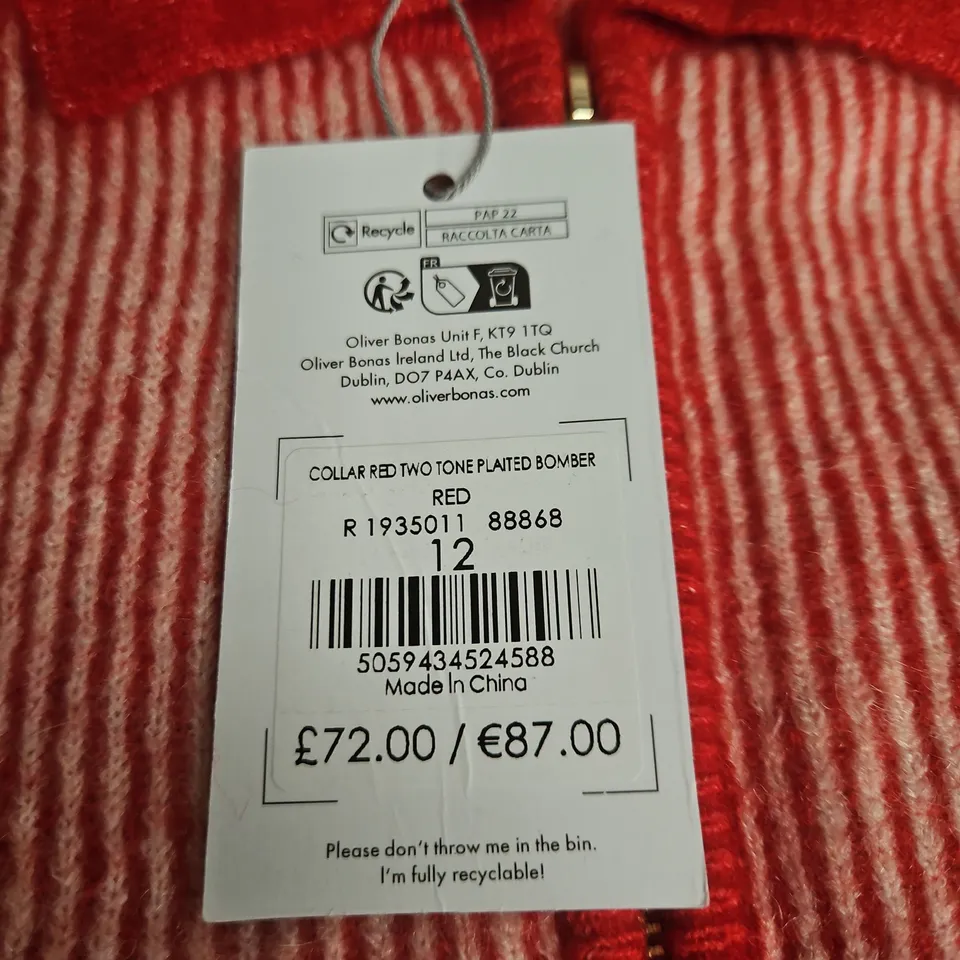 Recycle
PAP 22
RACCOLTA CARTA
FR
Oliver Bonas Unit F, KT9 1TQ
Oliver Bonas Ireland Ltd, The Black Church
Dublin, DO7 P4AX, Co. Dublin
www.oliverbonas.com
COLLAR RED TWO TONE PLAITED BOMBER
RED
R 1935011 88868
12
5059434524588
Made In China
£72.00 / €87.00
Please don't throw me in the bin.
I'm fully recyclable!